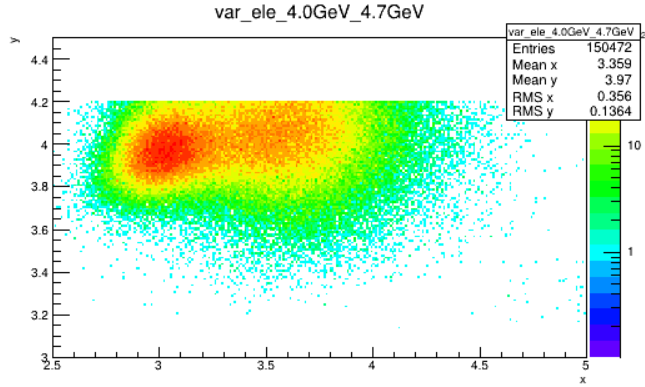 var_ele_4.0GeV_4.7GeV
var_ele_4.0GeV_4.7GeV
Entries 150472
Mean x 3.359
Mean y 3.97
RMS x 0.356
RMS y 0.1364
y
4.4
4.2
4
3.8
3.6
3.4
3.2
3
2.5 3 3.5 4 4.5 5
x
10
1